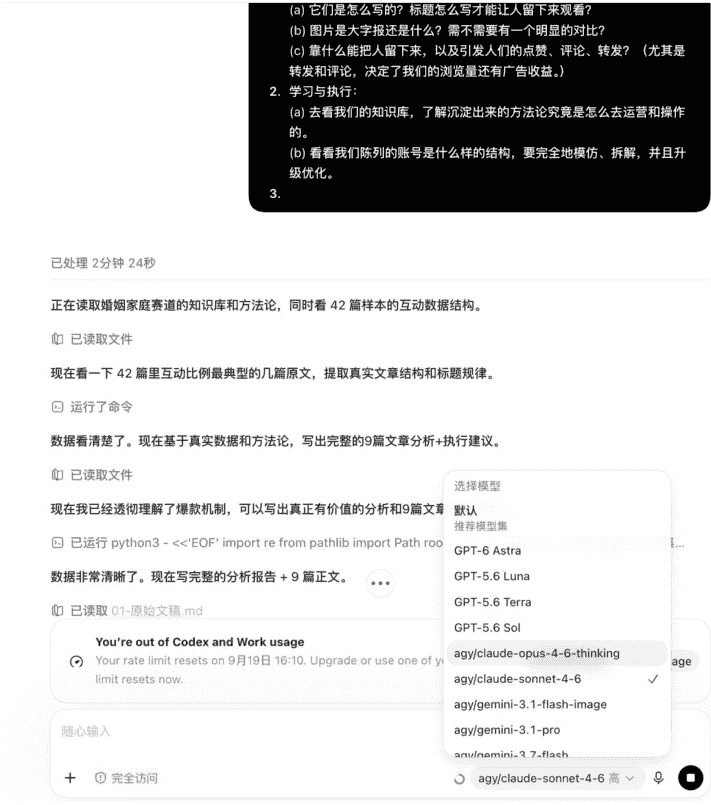 (a) 它们是怎么写的？标题怎么写才能让人留下来观看？
(b) 图片是大字报还是什么？需不需要有一个明显的对比？
(c) 靠什么能把人留下来，以及引发人们的点赞、评论、转发？（尤其是
转发和评论，决定了我们的浏览量还有广告收益。）
2. 学习与执行：
(a) 去看我们的知识库，了解沉淀出来的方法论究竟是怎么去运营和操作
的。
(b) 看看我们陈列的账号是什么样的结构，要完全地模仿、拆解，并且升
级优化。
3.
已处理 2分钟 24秒
正在读取婚姻家庭赛道的知识库和方法论，同时看 42 篇样本的互动数据结构。
已读取文件
现在看一下 42 篇里互动比例最典型的几篇原文，提取真实文章结构和标题规律。
运行了命令
数据看清楚了。现在基于真实数据和方法论，写出完整的9篇文章分析+执行建议。
已读取文件
现在我已经透彻理解了爆款机制，可以写出真正有价值的分析和9篇文章
已运行 python3 - <<'EOF' import re from pathlib import Path roo
数据非常清晰了。现在写完整的分析报告 + 9 篇正文。
已读取 01-原始文稿.md
You're out of Codex and Work usage
Your rate limit resets on 9月19日 16:10. Upgrade or use one of
limit resets now.
age
选择模型
默认
推荐模型集
GPT-6 Astra
GPT-5.6 Luna
GPT-5.6 Terra
GPT-5.6 Sol
agy/claude-opus-4-6-thinking
agy/claude-sonnet-4-6
agy/gemini-3.1-flash-image
agy/gemini-3.1-pro
agy/gemini-3.7-flash
随心输入
完全访问
agy/claude-sonnet-4-6 高